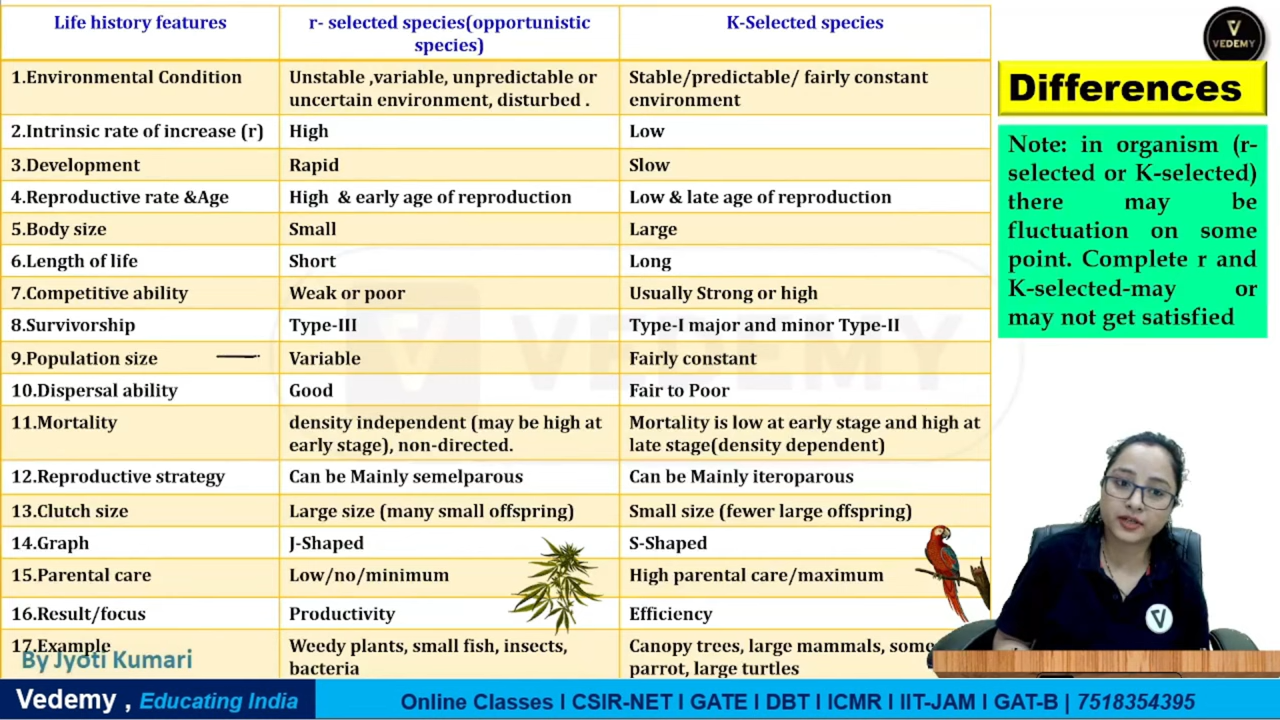 Life history features
r- selected species(opportunistic
species)
K-Selected species
1.Environmental Condition
Unstable ,variable, unpredictable or
uncertain environment, disturbed .
Stable/predictable/ fairly constant
environment
2.Intrinsic rate of increase (r)
High
Low
3.Development
Rapid
Slow
4.Reproductive rate &Age
High & early age of reproduction
Low & late age of reproduction
5.Body size
Small
Large
6.Length of life
Short
Long
7.Competitive ability
Weak or poor
Usually Strong or high
8.Survivorship
Type-III
Type-I major and minor Type-II
9.Population size
Variable
Fairly constant
10.Dispersal ability
Good
Fair to Poor
11.Mortality
density independent (may be high at
early stage), non-directed.
Mortality is low at early stage and high at
late stage(density dependent)
12.Reproductive strategy
Can be Mainly semelparous
Can be Mainly iteroparous
13.Clutch size
Large size (many small offspring)
Small size (fewer large offspring)
14.Graph
J-Shaped
S-Shaped
15.Parental care
Low/no/minimum
High parental care/maximum
16.Result/focus
Productivity
Efficiency
17.Example
Weedy plants, small fish, insects,
bacteria
Canopy trees, large mammals, some
parrot, large turtles
VEDEMY
VEDEMY
Differences
Note: in organism (r-
selected or K-selected)
there may be
fluctuation on some
point. Complete r and
K-selected-may or
may not get satisfied
By Jyoti Kumari
Vedemy , Educating India
Online Classes I CSIR-NET I GATE I DBT I ICMR I IIT-JAM I GAT-B | 7518354395